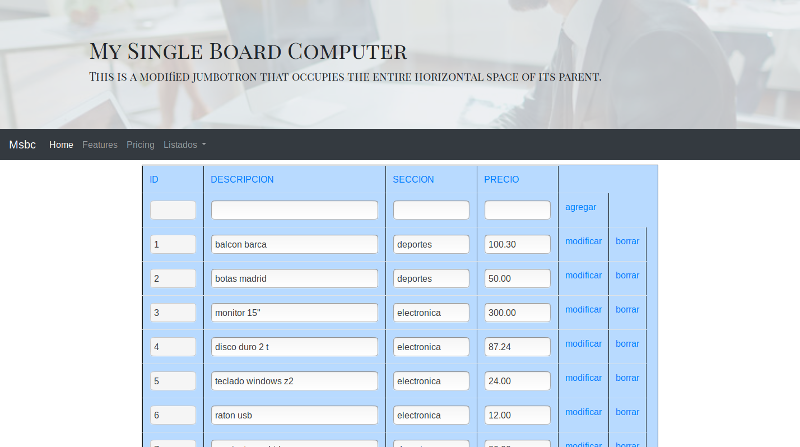 My Single Board Computer
This is a modified jumbotron that occupies the entire horizontal space of its parent.
Msbc Home Features Pricing Listados
ID DESCRIPCION SECCION PRECIO
agregar
1 balcon barca deportes 100.30 modificar borrar
2 botas madrid deportes 50.00 modificar borrar
3 monitor 15" electronica 300.00 modificar borrar
4 disco duro 2 t electronica 87.24 modificar borrar
5 teclado windows z2 electronica 24.00 modificar borrar
6 raton usb electronica 12.00 modificar borrar
modificar borrar